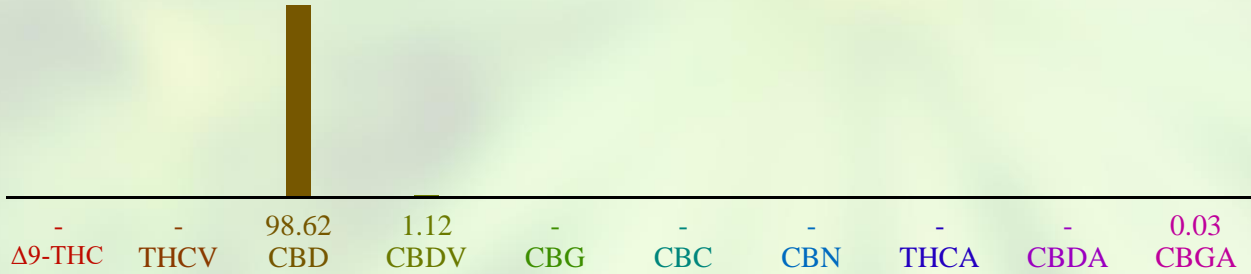 - - 98.62 1.12 - - - - - 0.03
Δ9-THC THCV CBD CBDV CBG CBC CBN THCA CBDA CBGA